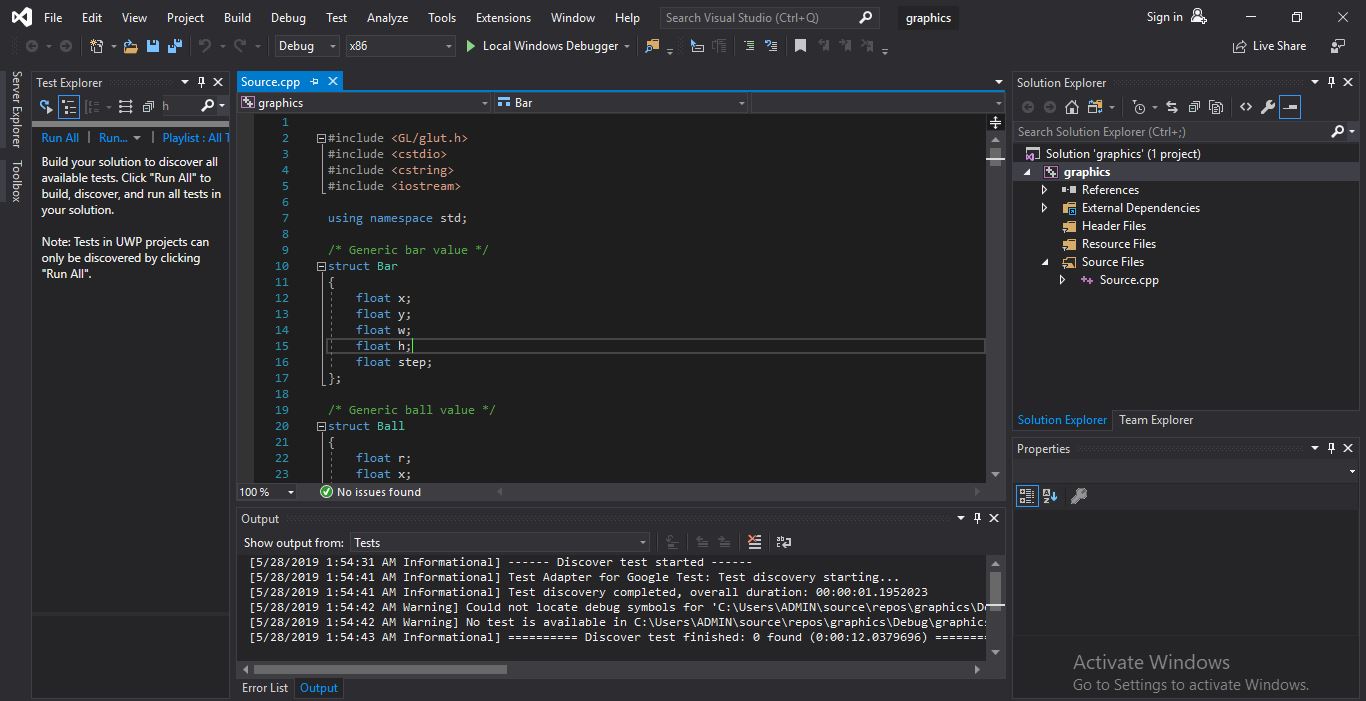 File Edit View Project Build Debug Test Analyze Tools Extensions Window Help Search Visual Studio (Ctrl+Q) graphics Sign in
Debug x86 Local Windows Debugger Live Share
Server Explorer
Toolbox
Test Explorer
h
Run All | Run... | Playlist : All T
Build your solution to discover all
available tests. Click "Run All" to
build, discover, and run all tests in
your solution.
Note: Tests in UWP projects can
only be discovered by clicking
"Run All".
Source.cpp
graphics Bar
1
2 #include <GL/glut.h>
3 #include <cstdio>
4 #include <cstring>
5 #include <iostream>
6
7 using namespace std;
8
9 /* Generic bar value */
10 struct Bar
11 {
12 float x;
13 float y;
14 float w;
15 float h;
16 float step;
17 };
18
19 /* Generic ball value */
20 struct Ball
21 {
22 float r;
23 float x;
100 % No issues found
Output
Show output from: Tests
[5/28/2019 1:54:31 AM Informational] ------ Discover test started ------
[5/28/2019 1:54:41 AM Informational] Test Adapter for Google Test: Test discovery starting...
[5/28/2019 1:54:41 AM Informational] Test discovery completed, overall duration: 00:00:01.1952023
[5/28/2019 1:54:42 AM Warning] Could not locate debug symbols for 'C:\Users\ADMIN\source\repos\graphics\De
[5/28/2019 1:54:42 AM Warning] No test is available in C:\Users\ADMIN\source\repos\graphics\Debug\graphics
[5/28/2019 1:54:43 AM Informational] ========== Discover test finished: 0 found (0:00:12.0379696) ========
Error List Output
Solution Explorer
Search Solution Explorer (Ctrl+;)
Solution 'graphics' (1 project)
graphics
References
External Dependencies
Header Files
Resource Files
Source Files
Source.cpp
Solution Explorer Team Explorer
Properties
Activate Windows
Go to Settings to activate Windows.